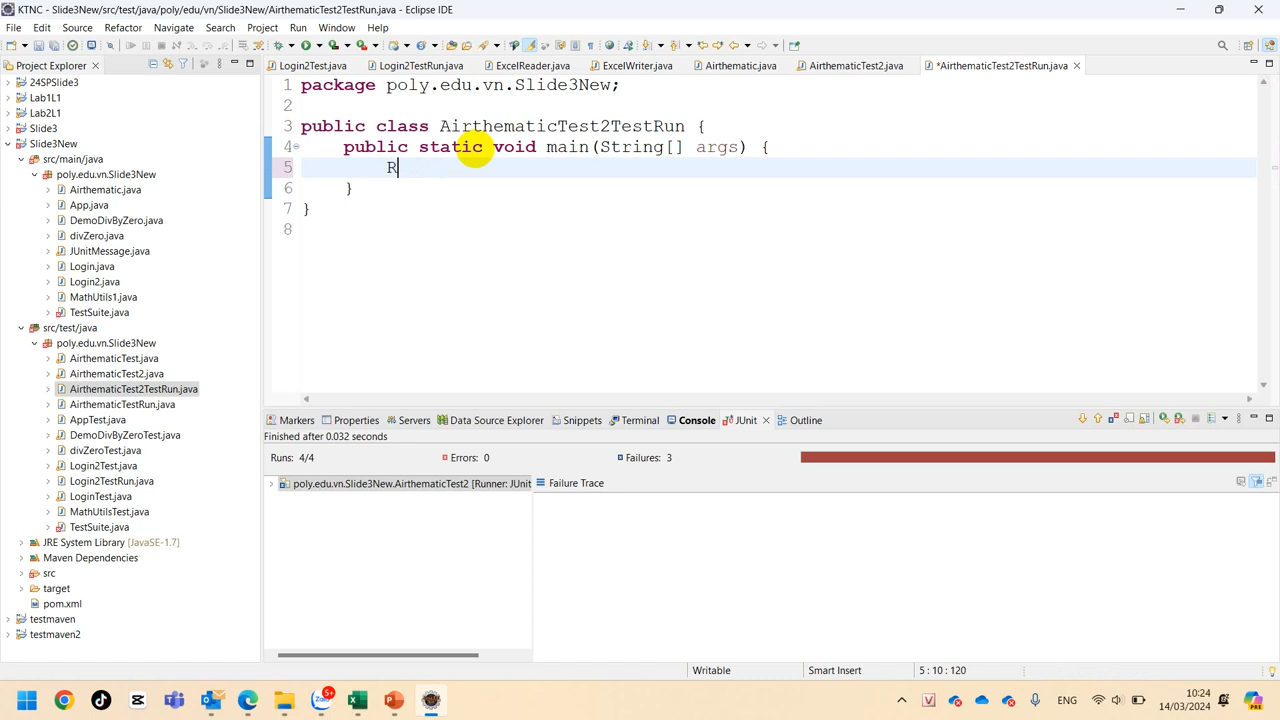 KTNC - Slide3New/src/test/java/poly/edu/vn/Slide3New/AirthematicTest2TestRun.java - Eclipse IDE
File Edit Source Refactor Navigate Search Project Run Window Help
Project Explorer
Login2Test.java Login2TestRun.java ExcelReader.java ExcelWriter.java Airthematic.java AirthematicTest2.java *AirthematicTest2TestRun.java
24SPSlide3
Lab1L1
Lab2L1
Slide3
Slide3New
src/main/java
poly.edu.vn.Slide3New
Airthematic.java
App.java
DemoDivByZero.java
divZero.java
JUnitMessage.java
Login.java
Login2.java
MathUtils1.java
TestSuite.java
src/test/java
poly.edu.vn.Slide3New
AirthematicTest.java
AirthematicTest2.java
AirthematicTest2TestRun.java
AirthematicTestRun.java
AppTest.java
DemoDivByZeroTest.java
divZeroTest.java
Login2Test.java
Login2TestRun.java
LoginTest.java
MathUtilsTest.java
TestSuite.java
JRE System Library [JavaSE-1.7]
Maven Dependencies
src
target
pom.xml
testmaven
testmaven2
1 package poly.edu.vn.Slide3New;
2
3 public class AirthematicTest2TestRun {
4 public static void main(String[] args) {
5 R
6 }
7 }
8
Markers Properties Servers Data Source Explorer Snippets Terminal Console JUnit Outline
Finished after 0.032 seconds
Runs: 4/4 Errors: 0 Failures: 3
poly.edu.vn.Slide3New.AirthematicTest2 [Runner: JUnit
Failure Trace
Writable Smart Insert 5 : 10 : 120
5+
ENG
10:24
14/03/2024
PRE